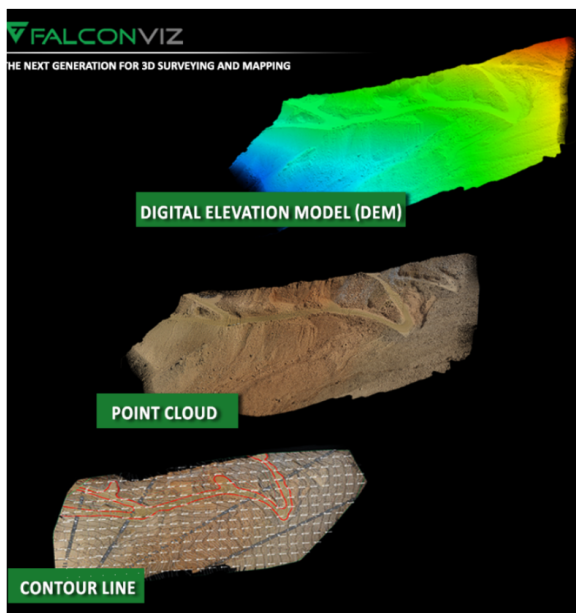 FALCONVIZ
THE NEXT GENERATION FOR 3D SURVEYING AND MAPPING
DIGITAL ELEVATION MODEL (DEM)
POINT CLOUD
CONTOUR LINE